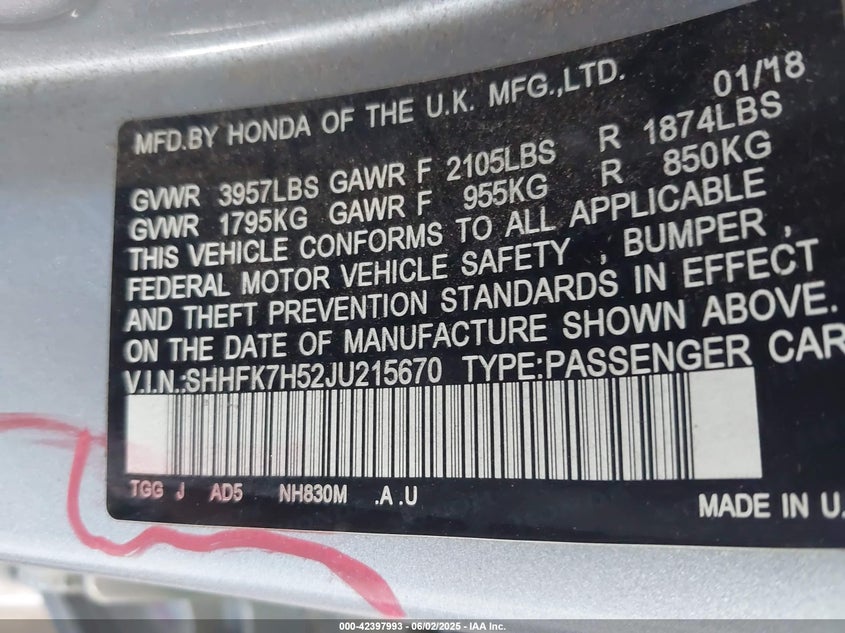 MFD.BY HONDA OF THE U.K. MFG.,LTD. 01/18
GVWR 3957LBS GAWR F 2105LBS R 1874LBS
GVWR 1795KG GAWR F 955KG R 850KG
THIS VEHICLE CONFORMS TO ALL APPLICABLE
FEDERAL MOTOR VEHICLE SAFETY , BUMPER ,
AND THEFT PREVENTION STANDARDS IN EFFECT
ON THE DATE OF MANUFACTURE SHOWN ABOVE.
V.I.N.:SHHFK7H52JU215670 TYPE:PASSENGER CAR
TGG J AD5 NH830M .A .U
MADE IN U.
000-42397993 - 06/02/2025 - IAA Inc.